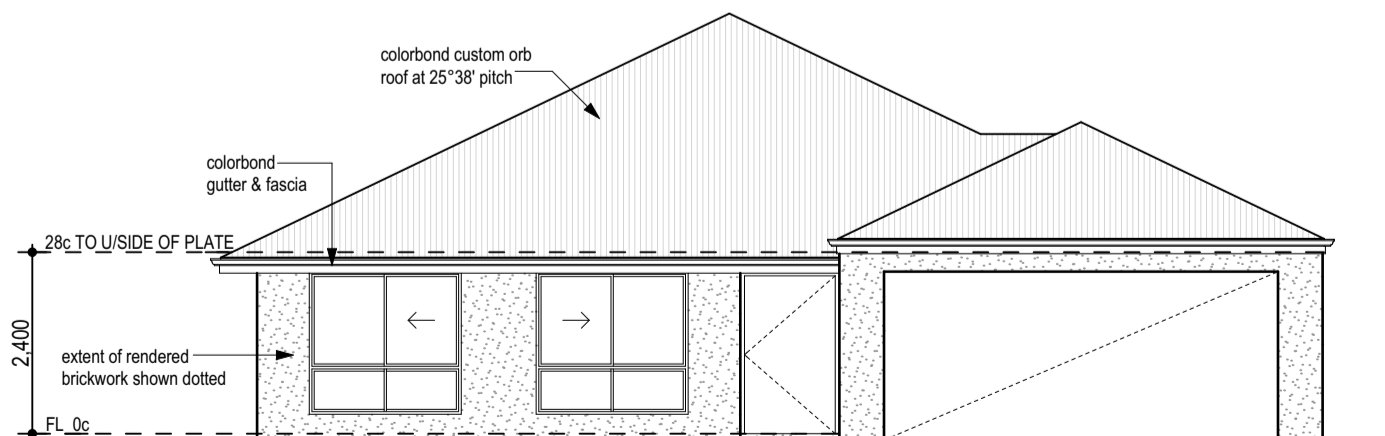 colorbond custom orb
roof at 25°38' pitch
colorbond
gutter & fascia
28c TO U/SIDE OF PLATE
2,400
extent of rendered
brickwork shown dotted
FL 0c